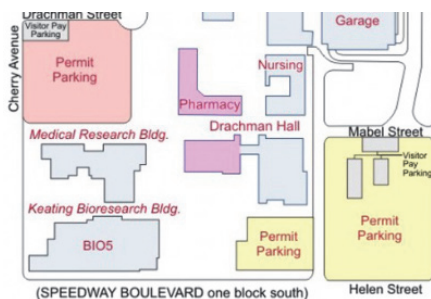 Drachman Street
Visitor Pay
Parking
Cherry Avenue
Permit
Parking
Garage
Nursing
Pharmacy
Drachman Hall
Medical Research Bldg.
Mabel Street
Visitor
Pay
Parking
Keating Bioresearch Bldg.
BIO5
Permit
Parking
Permit
Parking
(SPEEDWAY BOULEVARD one block south)
Helen Street